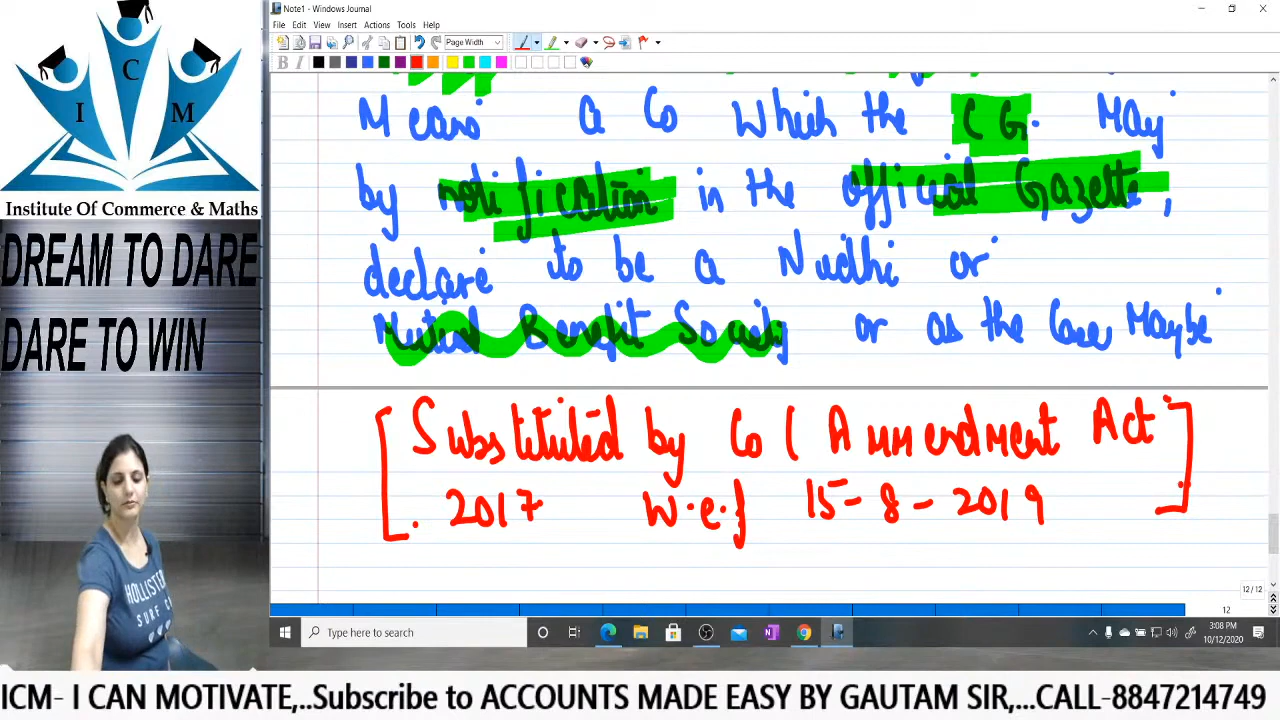 Note1 - Windows Journal
File Edit View Insert Actions Tools Help
Page Width
B I
I C M
Institute Of Commerce & Maths
DREAM TO DARE
DARE TO WIN
Means a Co Which the C G. May
by notification in the official Gazette,
declare to be a Nidhi or
Mutual Benefit Society or as the Case Maybe
[Substituted by Co (Ammendment Act]
2017 w.e.f 15-8-2019
12/12
12
Type here to search
3:08 PM
10/12/2020
ICM- I CAN MOTIVATE,..Subscribe to ACCOUNTS MADE EASY BY GAUTAM SIR,...CALL-8847214749